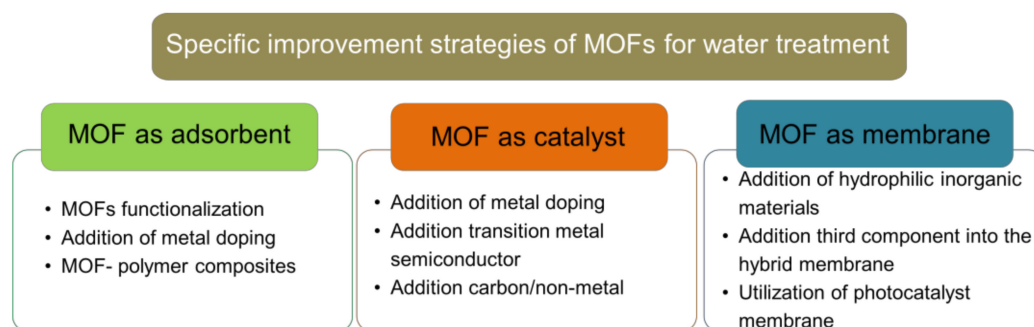 Specific improvement strategies of MOFs for water treatment
MOF as adsorbent
• MOFs functionalization
• Addition of metal doping
• MOF- polymer composites
MOF as catalyst
• Addition of metal doping
• Addition transition metal
semiconductor
• Addition carbon/non-metal
MOF as membrane
• Addition of hydrophilic inorganic
materials
• Addition third component into the
hybrid membrane
• Utilization of photocatalyst
membrane